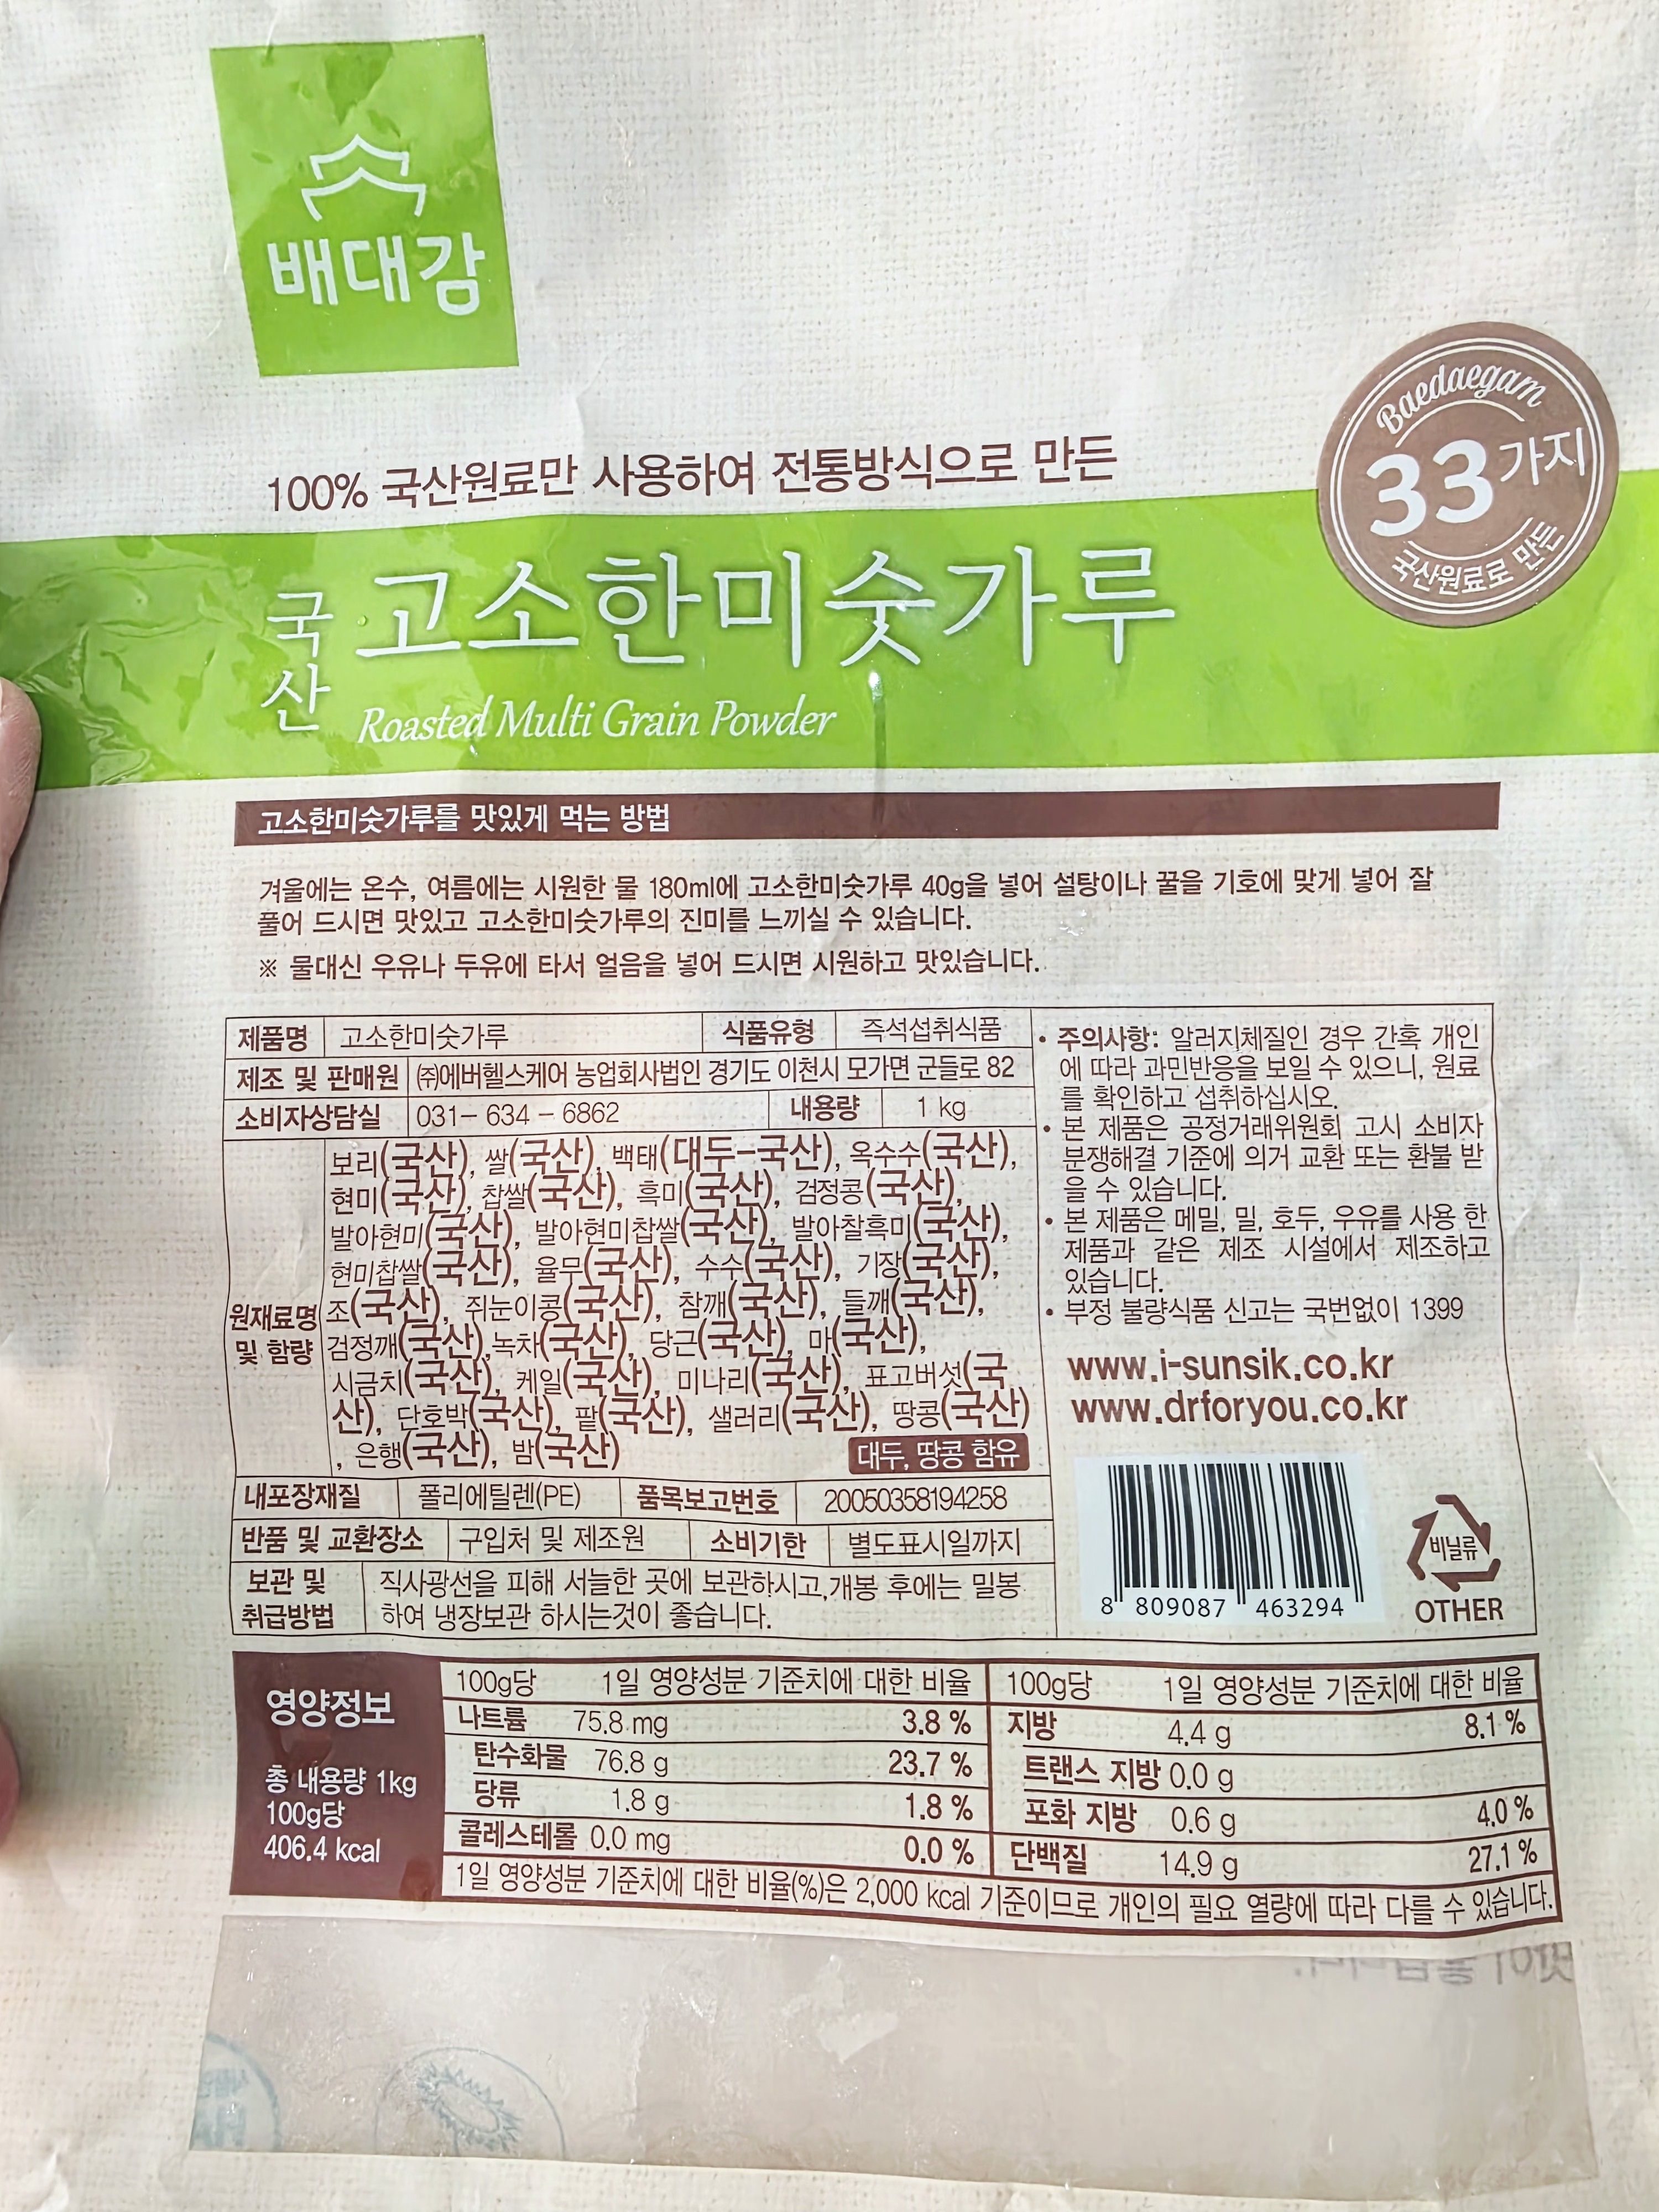 배대감
Baedaegam
33가지
국산원료로 만든
100% 국산원료만 사용하여 전통방식으로 만든
국산 고소한미숫가루
Roasted Multi Grain Powder
고소한미숫가루를 맛있게 먹는 방법
겨울에는 온수, 여름에는 시원한 물 180ml에 고소한미숫가루 40g을 넣어 설탕이나 꿀을 기호에 맞게 넣어 잘
풀어 드시면 맛있고 고소한미숫가루의 진미를 느끼실 수 있습니다.
※ 물대신 우유나 두유에 타서 얼음을 넣어 드시면 시원하고 맛있습니다.
제품명 고소한미숫가루 식품유형 즉석섭취식품
제조 및 판매원 ㈜에버헬스케어 농업회사법인 경기도 이천시 모가면 군들로 82
소비자상담실 031- 634 - 6862 내용량 1 kg
원재료명
및 함량
보리(국산), 쌀(국산), 백태(대두-국산), 옥수수(국산),
현미(국산), 찹쌀(국산), 흑미(국산), 검정콩(국산),
발아현미(국산), 발아현미찹쌀(국산), 발아찰흑미(국산),
현미찹쌀(국산), 율무(국산), 수수(국산), 기장(국산),
조(국산), 쥐눈이콩(국산), 참깨(국산), 들깨(국산),
검정깨(국산),녹차(국산), 당근(국산), 마(국산),
시금치(국산), 케일(국산), 미나리(국산), 표고버섯(국
산), 단호박(국산), 팥(국산), 샐러리(국산), 땅콩(국산)
, 은행(국산), 밤(국산)
대두, 땅콩 함유
내포장재질 폴리에틸렌(PE) 품목보고번호 20050358194258
반품 및 교환장소 구입처 및 제조원 소비기한 별도표시일까지
보관 및
취급방법
직사광선을 피해 서늘한 곳에 보관하시고,개봉 후에는 밀봉
하여 냉장보관 하시는것이 좋습니다.
• 주의사항: 알러지체질인 경우 간혹 개인
에 따라 과민반응을 보일 수 있으니, 원료
를 확인하고 섭취하십시오.
• 본 제품은 공정거래위원회 고시 소비자
분쟁해결 기준에 의거 교환 또는 환불 받
을 수 있습니다.
• 본 제품은 메밀, 밀, 호두, 우유를 사용 한
제품과 같은 제조 시설에서 제조하고
있습니다.
• 부정 불량식품 신고는 국번없이 1399
www.i-sunsik.co.kr
www.drforyou.co.kr
8 809087 463294
비닐류
OTHER
영양정보
총 내용량 1kg
100g당
406.4 kcal
100g당 1일 영양성분 기준치에 대한 비율
나트륨 75.8 mg 3.8 %
탄수화물 76.8 g 23.7 %
당류 1.8 g 1.8 %
콜레스테롤 0.0 mg 0.0 %
100g당 1일 영양성분 기준치에 대한 비율
지방 4.4 g 8.1 %
트랜스 지방 0.0 g
포화 지방 0.6 g 4.0 %
단백질 14.9 g 27.1 %
1일 영양성분 기준치에 대한 비율(%)은 2,000 kcal 기준이므로 개인의 필요 열량에 따라 다를 수 있습니다.